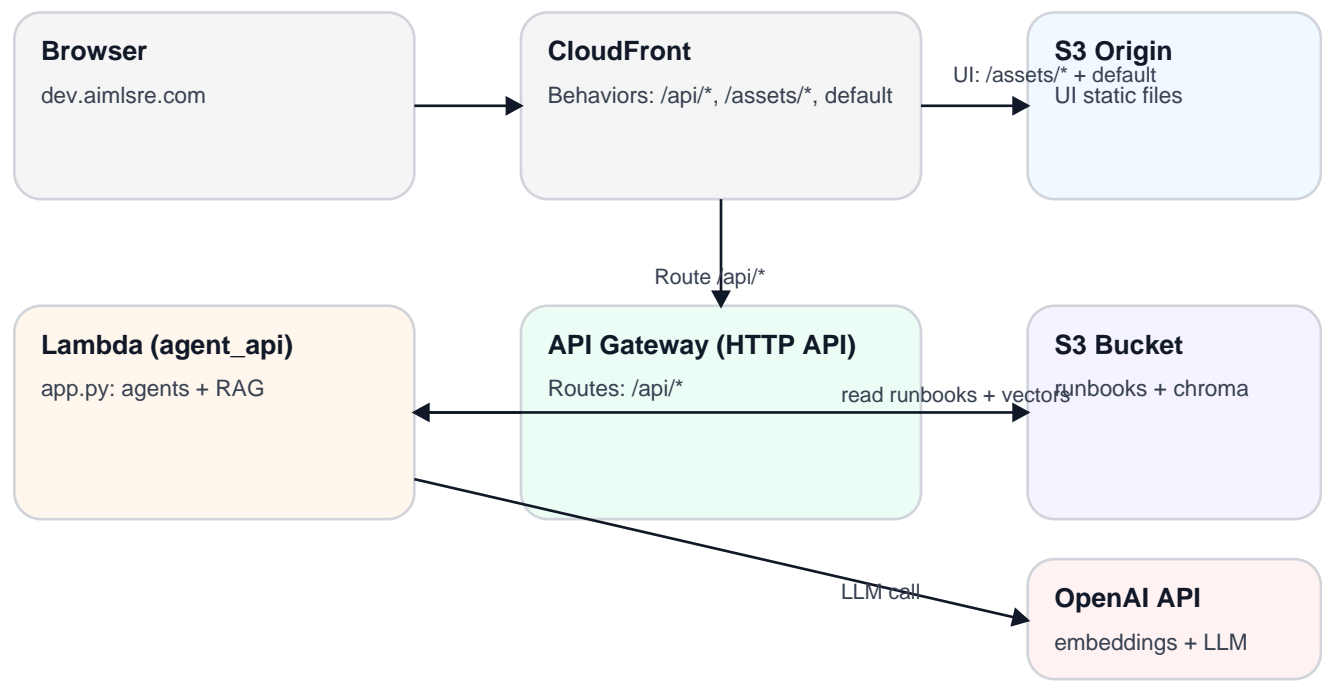 Browser
dev.aimlsre.com
CloudFront
Behaviors: /api/*, /assets/*, default
S3 Origin
UI: /assets/* + default
UI static files
Route /api/*
Lambda (agent_api)
app.py: agents + RAG
API Gateway (HTTP API)
Routes: /api/*
read runbooks + vectors
S3 Bucket
runbooks + chroma
LLM call
OpenAI API
embeddings + LLM